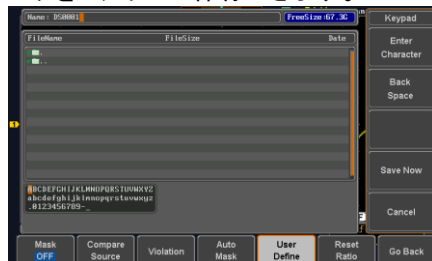 Name: DS0001
FreeSize:67.3G
Keypad
FileName FileSize Date
.
..
Enter
Character
Back
Space
Save Now
ABCDEFGHIJKLMNOPQRSTUVWXYZ
abcdefghijklmnopqrstuvwxyz
.0123456789-_
Cancel
Mask
OFF
Compare
Source
Violation
Auto
Mask
User
Define
Reset
Ratio
Go Back